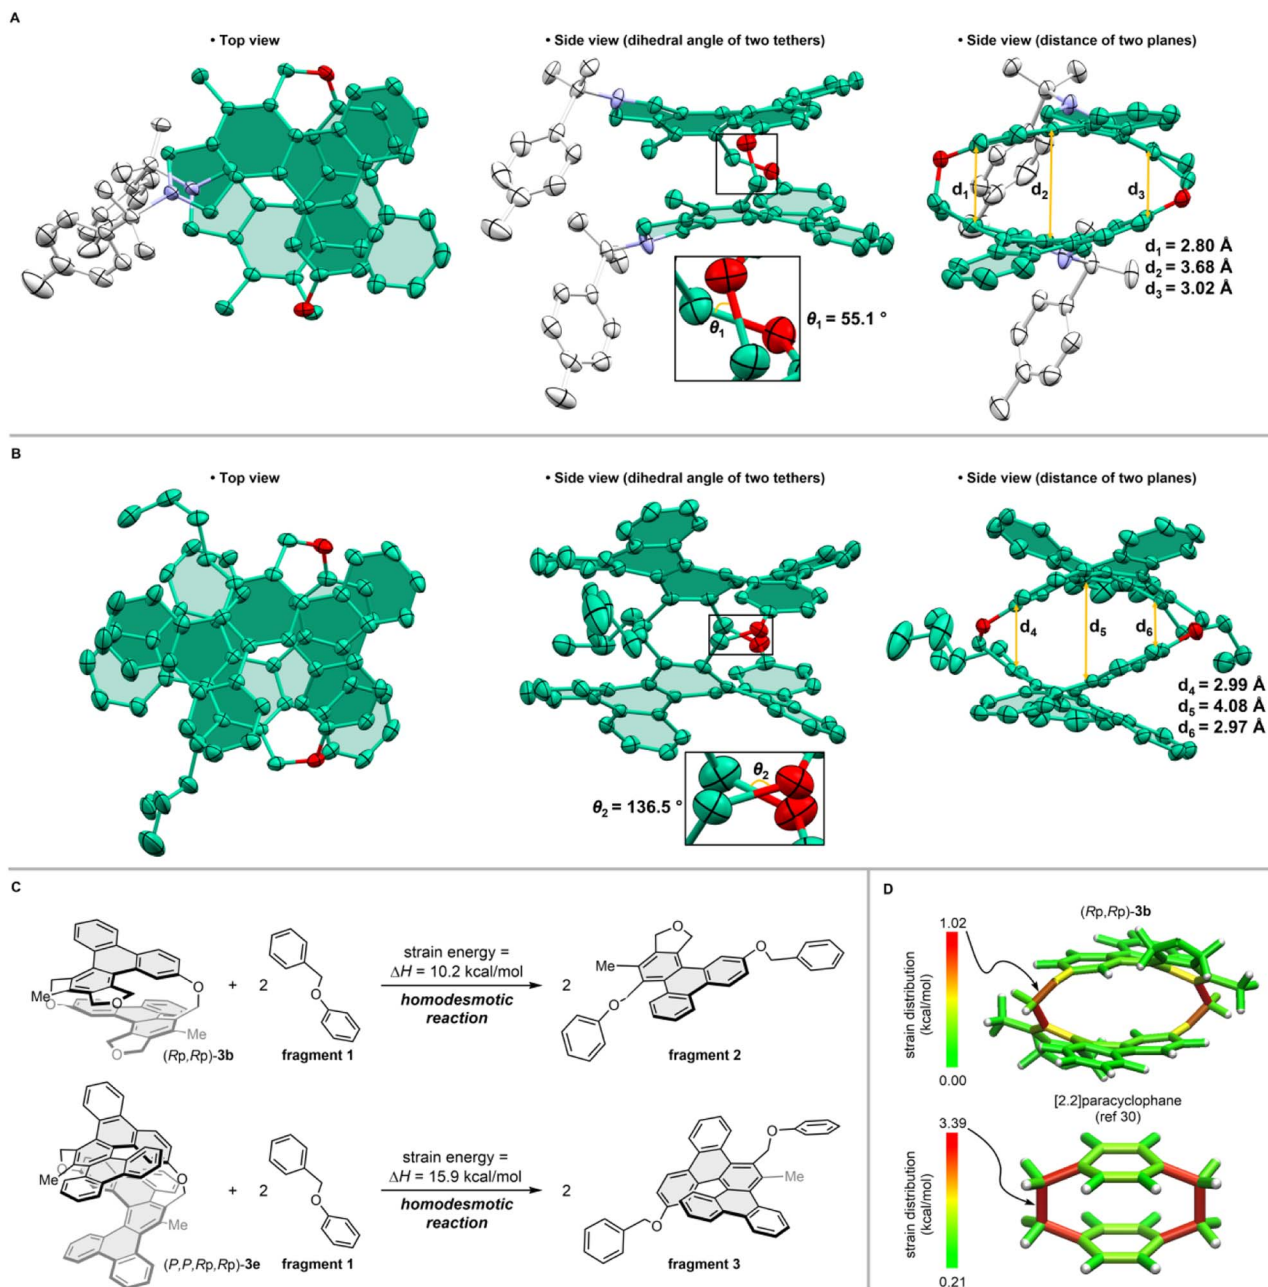 A
• Top view
• Side view (dihedral angle of two tethers)
• Side view (distance of two planes)
d1
d2
d3
d1 = 2.80 Å
d2 = 3.68 Å
d3 = 3.02 Å
θ1
θ1 = 55.1 °
B
• Top view
• Side view (dihedral angle of two tethers)
• Side view (distance of two planes)
d4
d5
d6
d4 = 2.99 Å
d5 = 4.08 Å
d6 = 2.97 Å
θ2
θ2 = 136.5 °
C
O
Me
O
O
O
Me
O
(Rp,Rp)-3b
+ 2
O
fragment 1
strain energy =
ΔH = 10.2 kcal/mol
homodesmotic
reaction
2
O
Me
O
O
fragment 2
Me
O
O
Me
(P,P,Rp,Rp)-3e
+ 2
O
fragment 1
strain energy =
ΔH = 15.9 kcal/mol
homodesmotic
reaction
2
O
Me
O
fragment 3
D
(Rp,Rp)-3b
1.02
strain distribution
(kcal/mol)
0.00
[2.2]paracyclophane
(ref 30)
3.39
strain distribution
(kcal/mol)
0.21